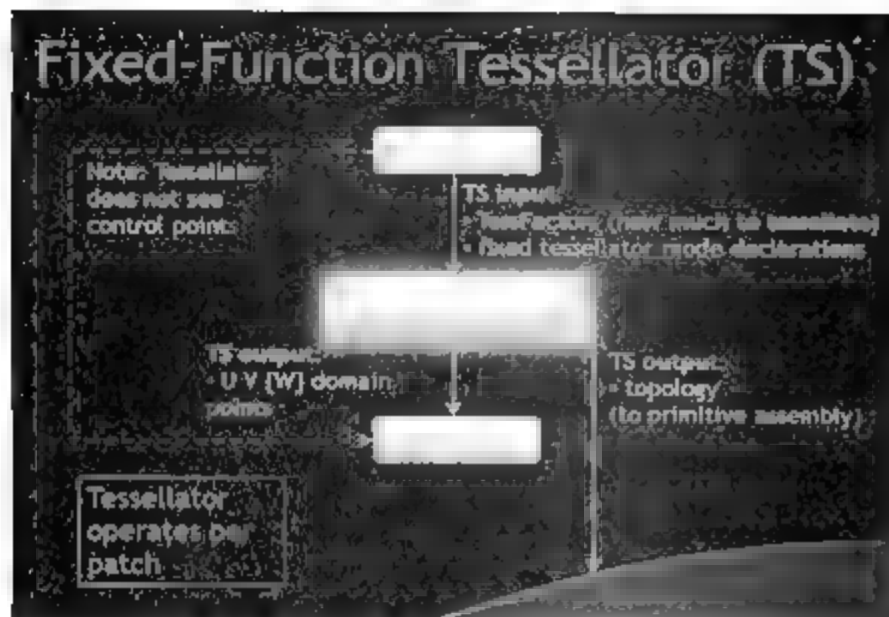 Fixed-Function Tessellator (TS)
Note: Tessellator
does not see
control points
TS input:
- TessFactors (how much to tessellate)
- fixed tessellator mode declarations
TS output:
- U V {W} domain
points
TS output:
- topology
(to primitive assembly)
Tessellator
operates per
patch